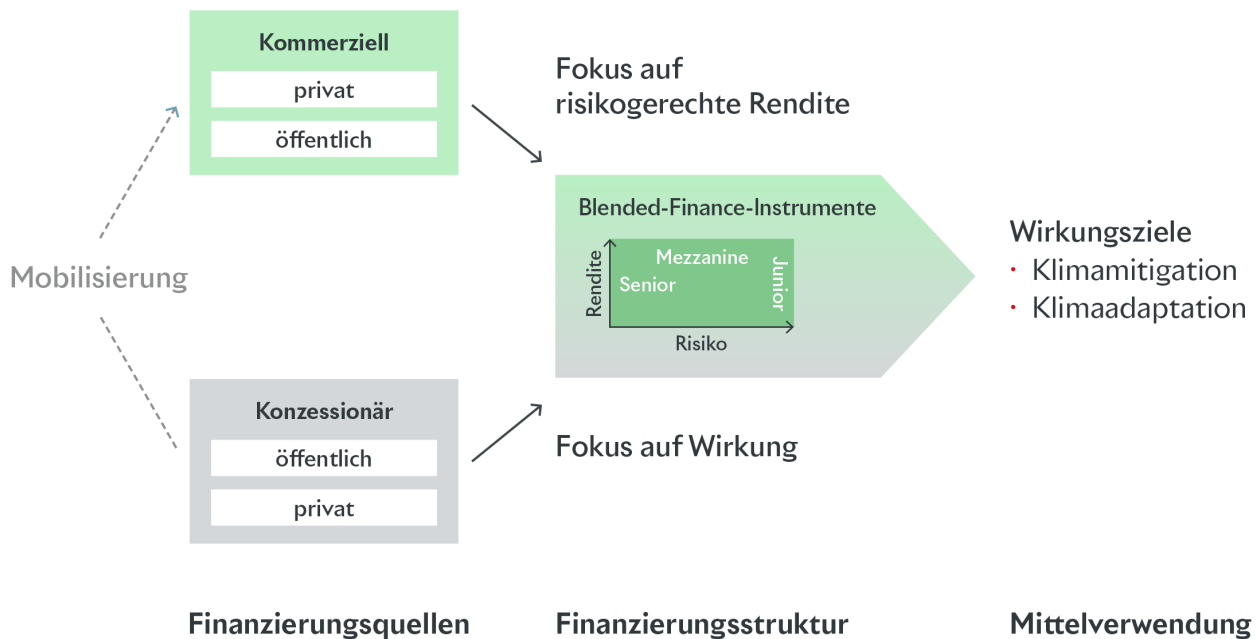 Kommerziell
privat
öffentlich
Fokus auf
risikogerechte Rendite
Mobilisierung
Blended-Finance-Instrumente
Rendite
Mezzanine
Senior
Junior
Risiko
Wirkungsziele
· Klimamitigation
· Klimaadaptation
Konzessionär
öffentlich
privat
Fokus auf Wirkung
Finanzierungsquellen
Finanzierungsstruktur
Mittelverwendung